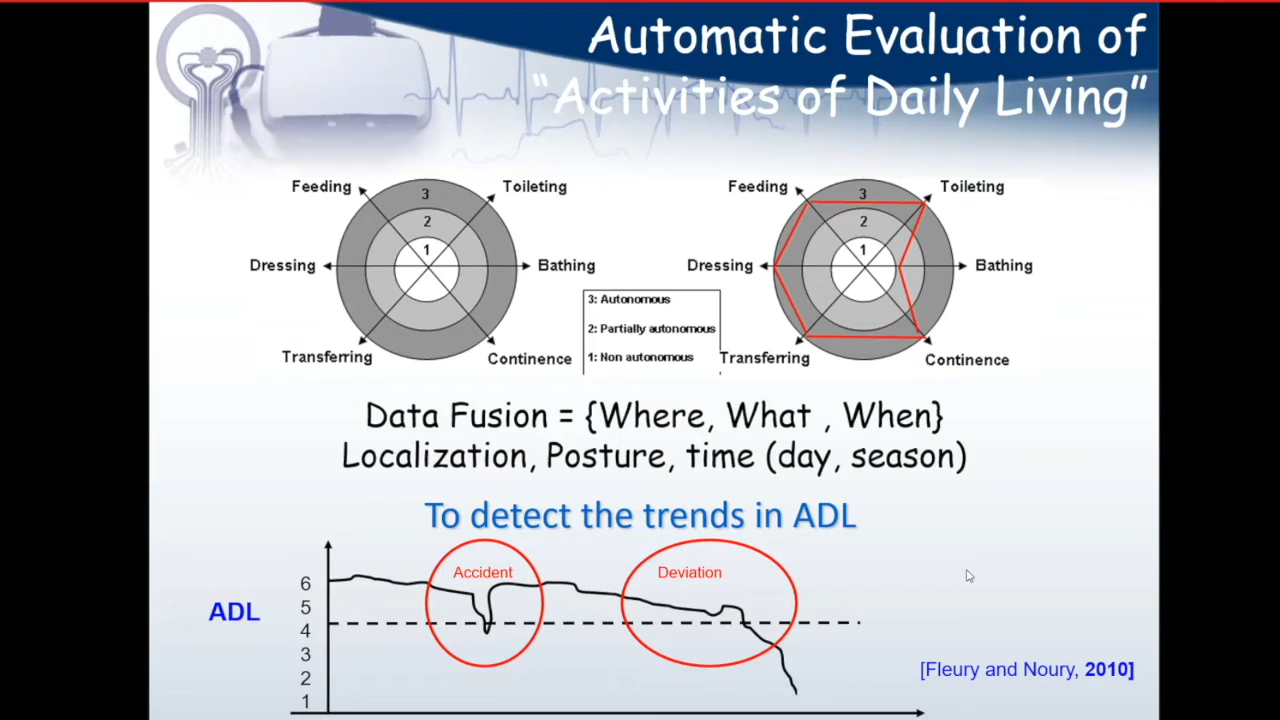 Automatic Evaluation of
“Activities of Daily Living”
Feeding
3
Toileting
2
1
Dressing
Bathing
Transferring
Continence
3: Autonomous
2: Partially autonomous
1: Non autonomous
Feeding
3
Toileting
2
1
Dressing
Bathing
Transferring
Continence
Data Fusion = {Where, What , When}
Localization, Posture, time (day, season)
To detect the trends in ADL
Accident
Deviation
ADL
6
5
4
3
2
1
[Fleury and Noury, 2010]